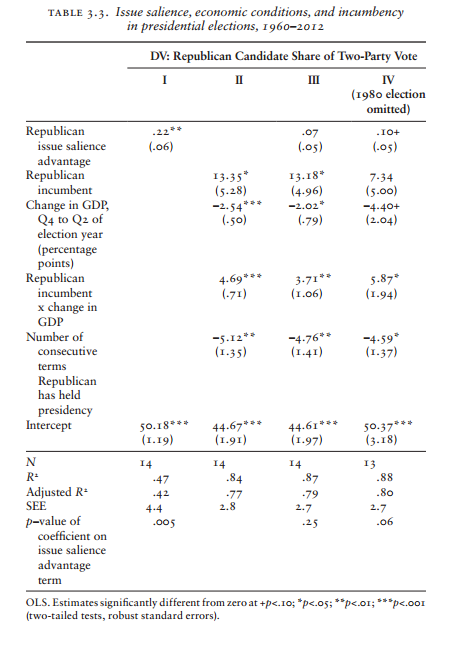 TABLE 3.3. Issue salience, economic conditions, and incumbency
in presidential elections, 1960–2012
DV: Republican Candidate Share of Two-Party Vote
I II III IV
(1980 election
omitted)
Republican .22** .07 .10+
issue salience (.06) (.05) (.05)
advantage
Republican 13.35* 13.18* 7.34
incumbent (5.28) (4.96) (5.00)
Change in GDP, –2.54*** –2.02* –4.40+
Q4 to Q2 of (.50) (.79) (2.04)
election year
(percentage
points)
Republican 4.69*** 3.71** 5.87*
incumbent (.71) (1.06) (1.94)
x change in
GDP
Number of –5.12** –4.76** –4.59*
consecutive (1.35) (1.41) (1.37)
terms
Republican
has held
presidency
Intercept 50.18*** 44.67*** 44.61*** 50.37***
(1.19) (1.91) (1.97) (3.18)
N 14 14 14 13
R² .47 .84 .87 .88
Adjusted R² .42 .77 .79 .80
SEE 4.4 2.8 2.7 2.7
p–value of .005 .25 .06
coefficient on
issue salience
advantage
term
OLS. Estimates significantly different from zero at +p<.10; *p<.05; **p<.01; ***p<.001
(two-tailed tests, robust standard errors).